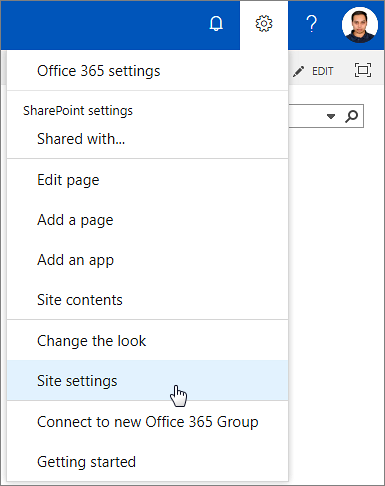 ?
Office 365 settings
EDIT
SharePoint settings
Shared with...
Edit page
Add a page
Add an app
Site contents
Change the look
Site settings
Connect to new Office 365 Group
Getting started